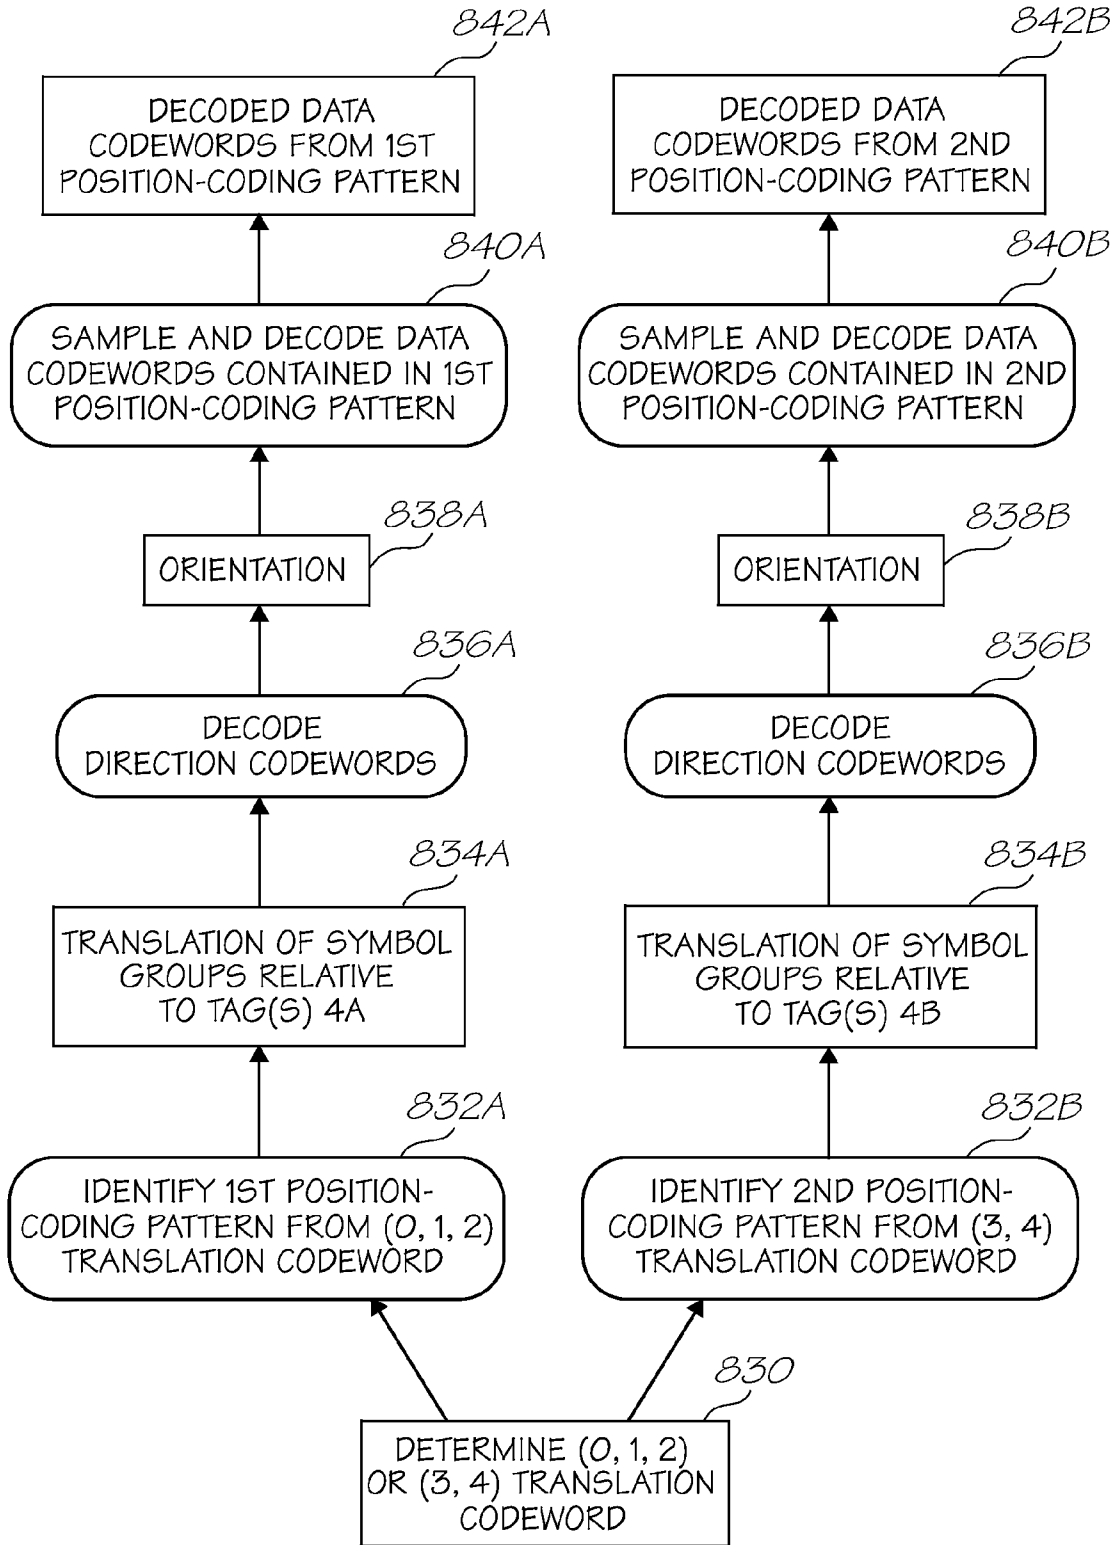 842A
842B
DECODED DATA
CODEWORDS FROM 1ST
POSITION-CODING PATTERN
DECODED DATA
CODEWORDS FROM 2ND
POSITION-CODING PATTERN
840A
840B
SAMPLE AND DECODE DATA
CODEWORDS CONTAINED IN 1ST
POSITION-CODING PATTERN
SAMPLE AND DECODE DATA
CODEWORDS CONTAINED IN 2ND
POSITION-CODING PATTERN
838A
838B
ORIENTATION
ORIENTATION
836A
836B
DECODE
DIRECTION CODEWORDS
DECODE
DIRECTION CODEWORDS
834A
834B
TRANSLATION OF SYMBOL
GROUPS RELATIVE
TO TAG(S) 4A
TRANSLATION OF SYMBOL
GROUPS RELATIVE
TO TAG(S) 4B
832A
832B
IDENTIFY 1ST POSITION-
CODING PATTERN FROM (0, 1, 2)
TRANSLATION CODEWORD
IDENTIFY 2ND POSITION-
CODING PATTERN FROM (3, 4)
TRANSLATION CODEWORD
830
DETERMINE (0, 1, 2)
OR (3, 4) TRANSLATION
CODEWORD